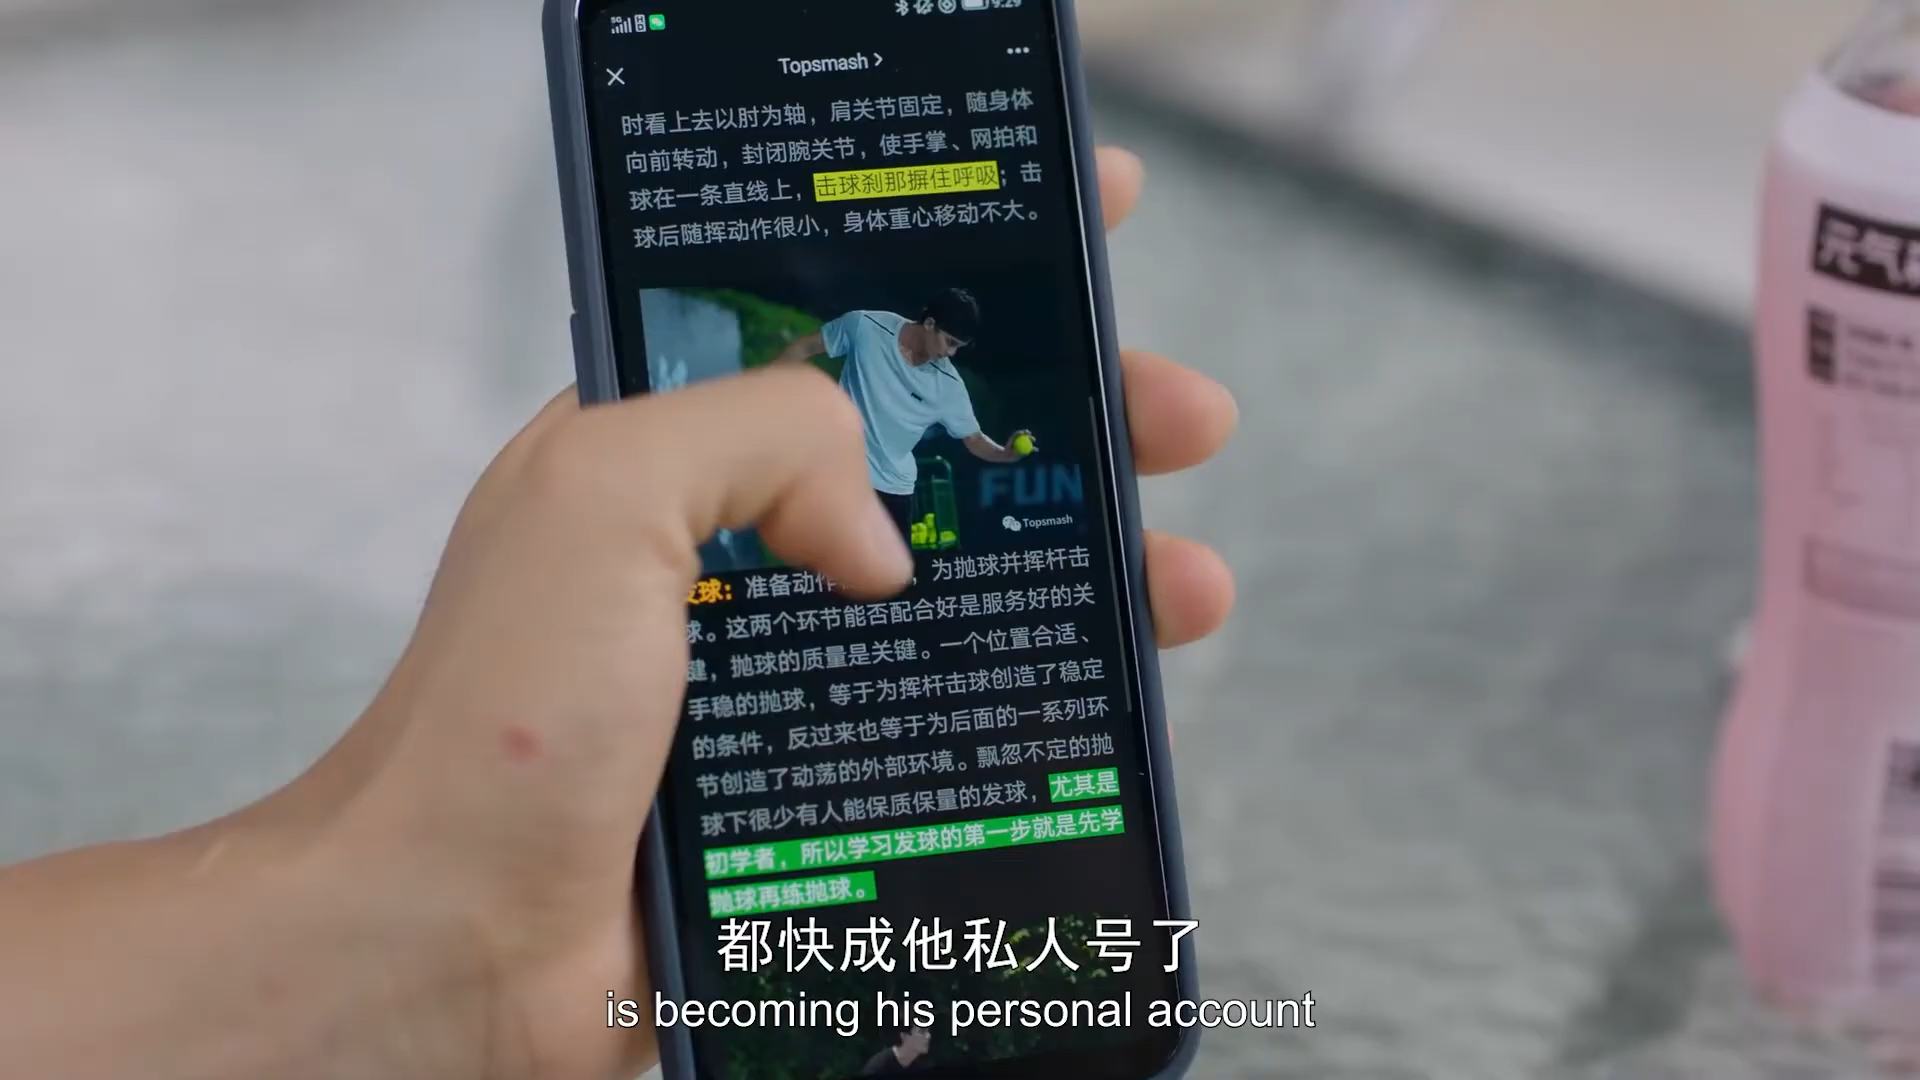 5G
HD
9:29
Topsmash >
时看上去以肘为轴，肩关节固定，随身体
向前转动，封闭腕关节，使手掌、网拍和
球在一条直线上，击球刹那摒住呼吸；击
球后随挥动作很小，身体重心移动不大。
FUN
Topsmash
发球：准备动作，为抛球并挥杆击
球。这两个环节能否配合好是服务好的关
键，抛球的质量是关键。一个位置合适、
手稳的抛球，等于为挥杆击球创造了稳定
的条件，反过来也等于为后面的一系列环
节创造了动荡的外部环境。飘忽不定的抛
球下很少有人能保质保量的发球，尤其是
初学者，所以学习发球的第一步就是先学
抛球再练抛球。
元气
都快成他私人号了
is becoming his personal account